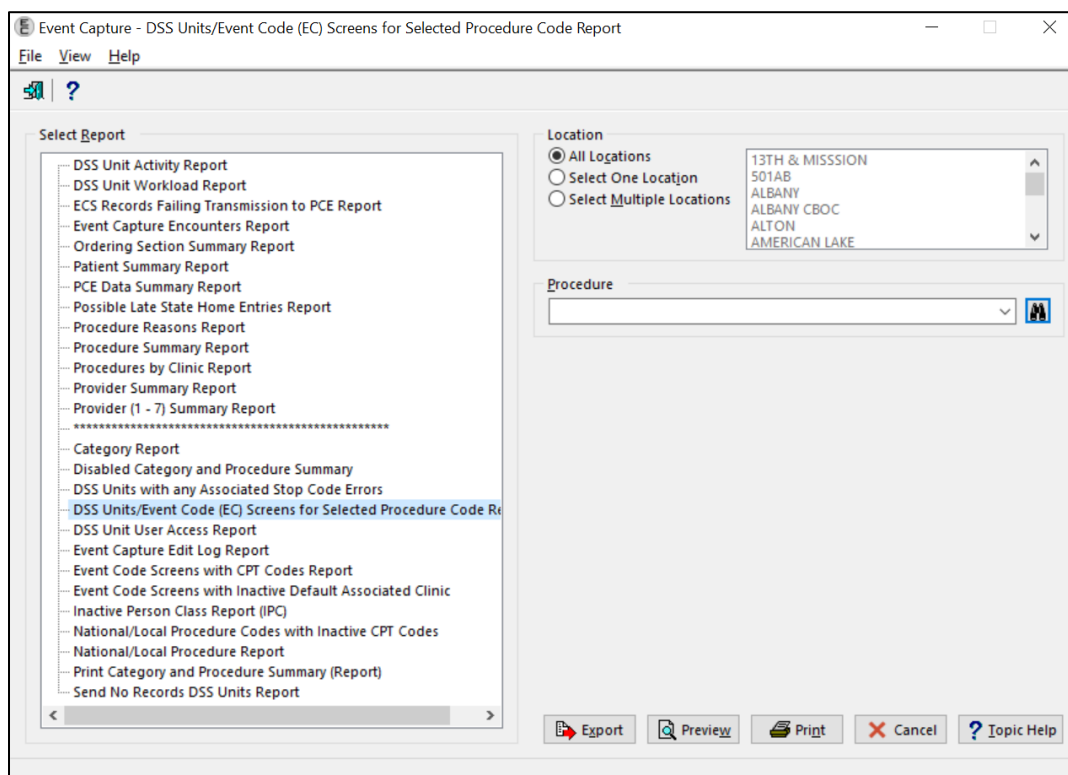 Event Capture - DSS Units/Event Code (EC) Screens for Selected Procedure Code Report
File View Help
Select Report
DSS Unit Activity Report
DSS Unit Workload Report
ECS Records Failing Transmission to PCE Report
Event Capture Encounters Report
Ordering Section Summary Report
Patient Summary Report
PCE Data Summary Report
Possible Late State Home Entries Report
Procedure Reasons Report
Procedure Summary Report
Procedures by Clinic Report
Provider Summary Report
Provider (1 - 7) Summary Report
**************************************************
Category Report
Disabled Category and Procedure Summary
DSS Units with any Associated Stop Code Errors
DSS Units/Event Code (EC) Screens for Selected Procedure Code Re
DSS Unit User Access Report
Event Capture Edit Log Report
Event Code Screens with CPT Codes Report
Event Code Screens with Inactive Default Associated Clinic
Inactive Person Class Report (IPC)
National/Local Procedure Codes with Inactive CPT Codes
National/Local Procedure Report
Print Category and Procedure Summary (Report)
Send No Records DSS Units Report
Location
All Locations
Select One Location
Select Multiple Locations
13TH & MISSSION
501AB
ALBANY
ALBANY CBOC
ALTON
AMERICAN LAKE
Procedure
Export Preview Print Cancel ? Topic Help